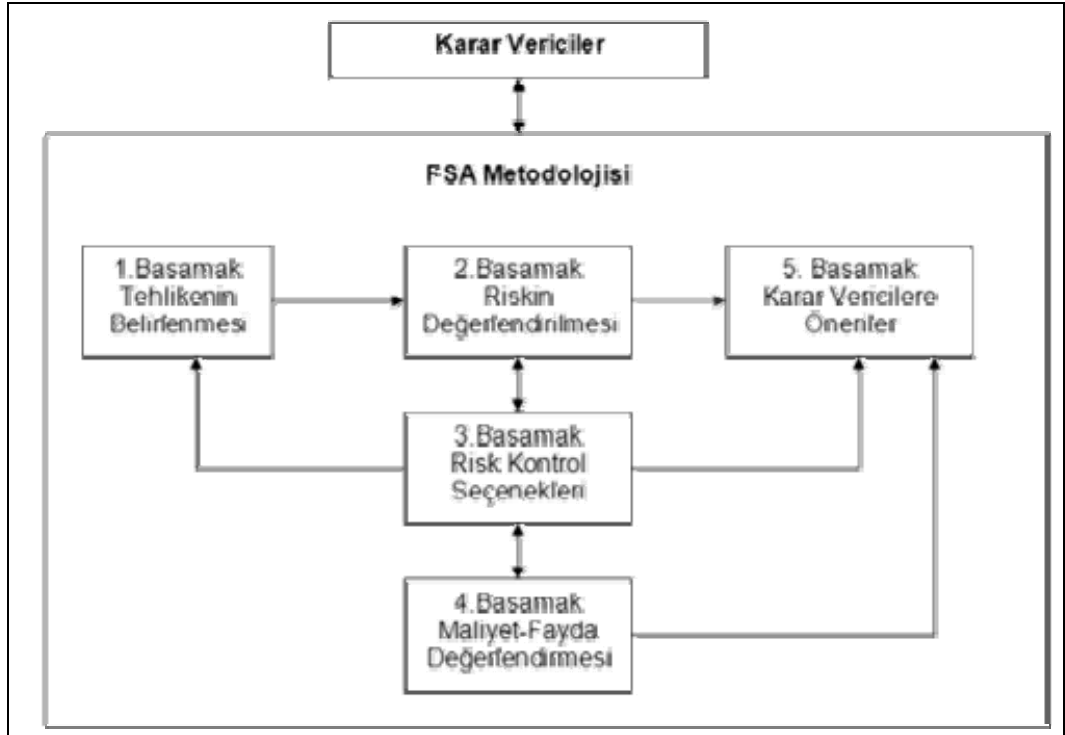 Karar Vericiler
FSA Metodolojisi
1.Basamak
Tehlikenin
Belirlenmesi
2.Basamak
Riskin
Değerlendirilmesi
5. Basamak
Karar Vericilere
Öneriler
3.Basamak
Risk Kontrol
Seçenekleri
4.Basamak
Maliyet-Fayda
Değerlendirmesi